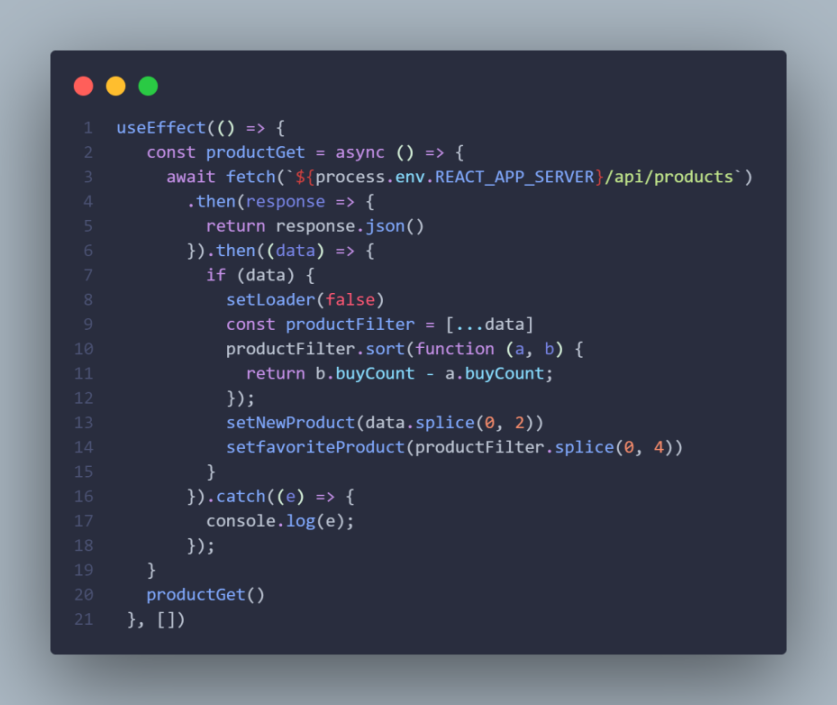 1 useEffect(() => {
2 const productGet = async () => {
3 await fetch(`${process.env.REACT_APP_SERVER}/api/products`)
4 .then(response => {
5 return response.json()
6 }).then((data) => {
7 if (data) {
8 setLoader(false)
9 const productFilter = [...data]
10 productFilter.sort(function (a, b) {
11 return b.buyCount - a.buyCount;
12 });
13 setNewProduct(data.splice(0, 2))
14 setfavoriteProduct(productFilter.splice(0, 4))
15 }
16 }).catch((e) => {
17 console.log(e);
18 });
19 }
20 productGet()
21 }, [])